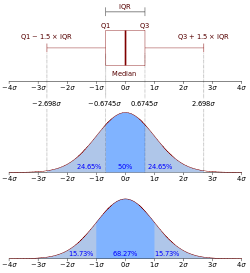 IQR
Q1 Q3
Q1 − 1.5 × IQR Q3 + 1.5 × IQR
Median
−4σ −3σ −2σ −1σ 0σ 1σ 2σ 3σ 4σ
−2.698σ −0.6745σ 0.6745σ 2.698σ
24.65% 50% 24.65%
−4σ −3σ −2σ −1σ 0σ 1σ 2σ 3σ 4σ
15.73% 68.27% 15.73%
−4σ −3σ −2σ −1σ 0σ 1σ 2σ 3σ 4σ